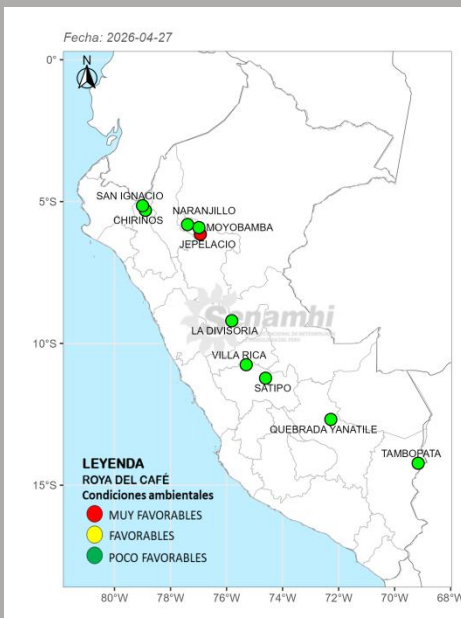 Fecha: 2026-04-27
N
0°
SAN IGNACIO
5°S
CHIRINOS
NARANJILLO
MOYOBAMBA
JEPELACIO
Senamhi
LA DIVISORIA
10°S
VILLA RICA
SATIPO
QUEBRADA YANATILE
TAMBOPATA
LEYENDA
ROYA DEL CAFÉ
Condiciones ambientales
MUY FAVORABLES
FAVORABLES
POCO FAVORABLES
15°S
80°W 78°W 76°W 74°W 72°W 70°W 68°W